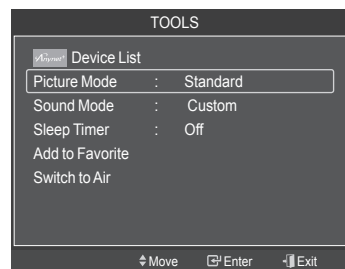 TOOLS
Anynet+ Device List
Picture Mode : Standard
Sound Mode : Custom
Sleep Timer : Off
Add to Favorite
Switch to Air
Move Enter Exit